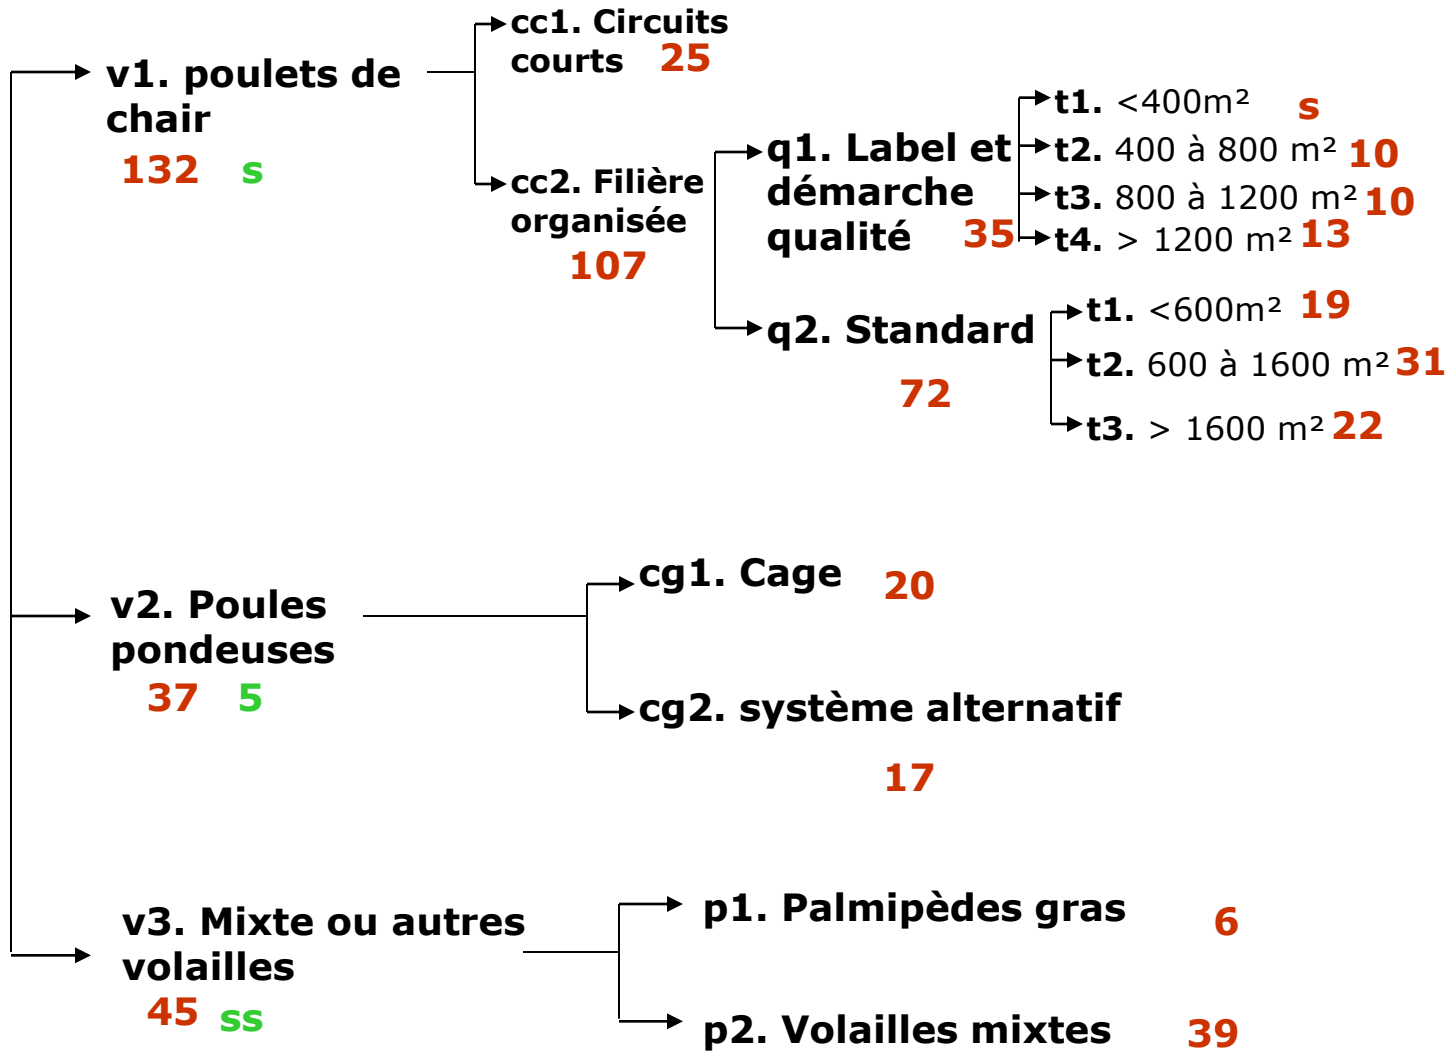 cc1. Circuits
courts 25
v1. poulets de
chair
132 s
cc2. Filière
organisée
107
q1. Label et
démarche
qualité 35
t1. <400m² s
t2. 400 à 800 m² 10
t3. 800 à 1200 m² 10
t4. > 1200 m² 13
q2. Standard
72
t1. <600m² 19
t2. 600 à 1600 m² 31
t3. > 1600 m² 22
v2. Poules
pondeuses
37 5
cg1. Cage 20
cg2. système alternatif
17
v3. Mixte ou autres
volailles
45 ss
p1. Palmipèdes gras 6
p2. Volailles mixtes 39